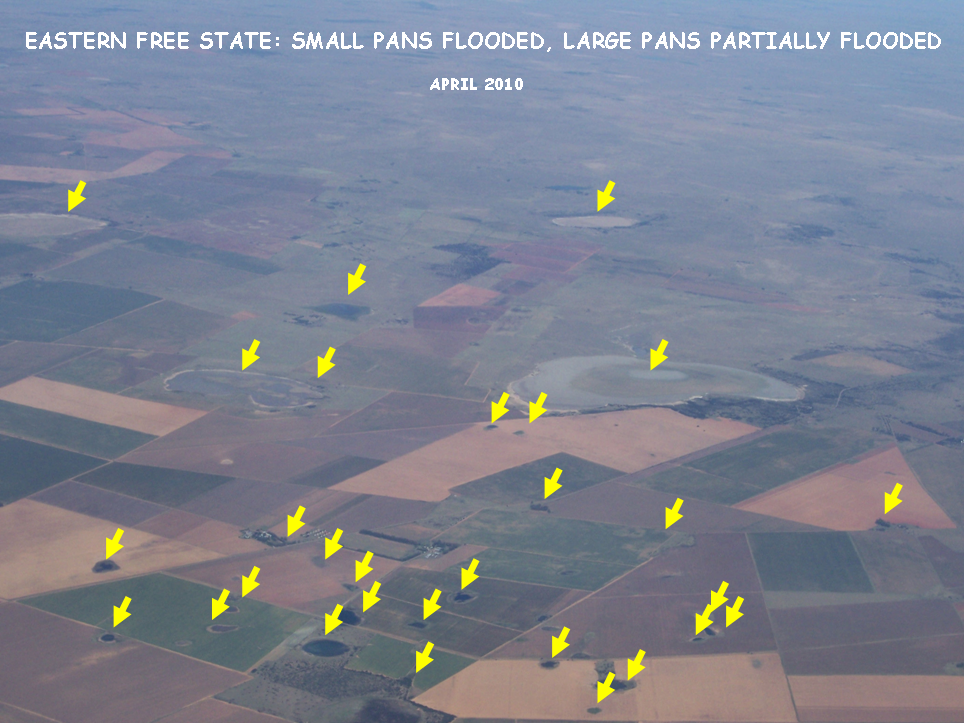 EASTERN FREE STATE: SMALL PANS FLOODED, LARGE PANS PARTIALLY FLOODED
APRIL 2010